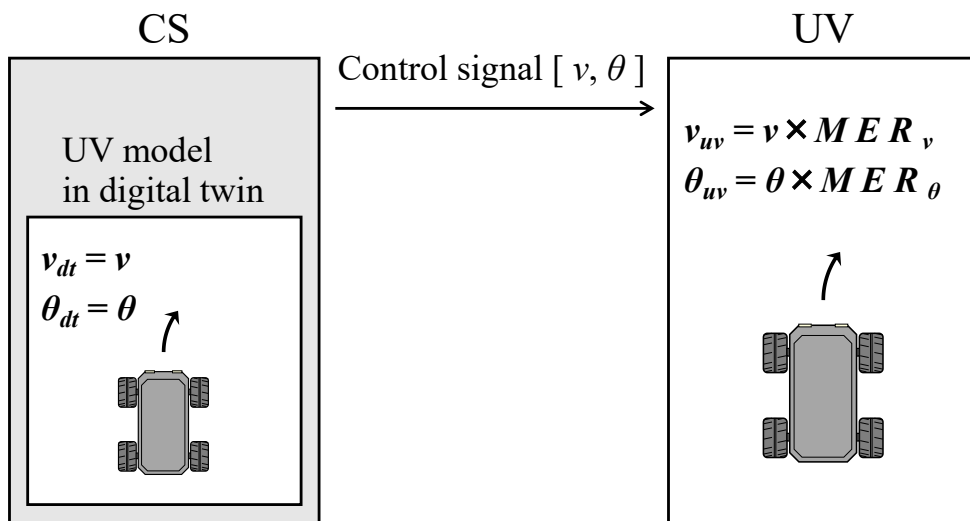 CS
UV
Control signal [ v, θ ]
UV model
in digital twin
v_dt = v
θ_dt = θ
v_uv = v × M E R_v
θ_uv = θ × M E R_θ